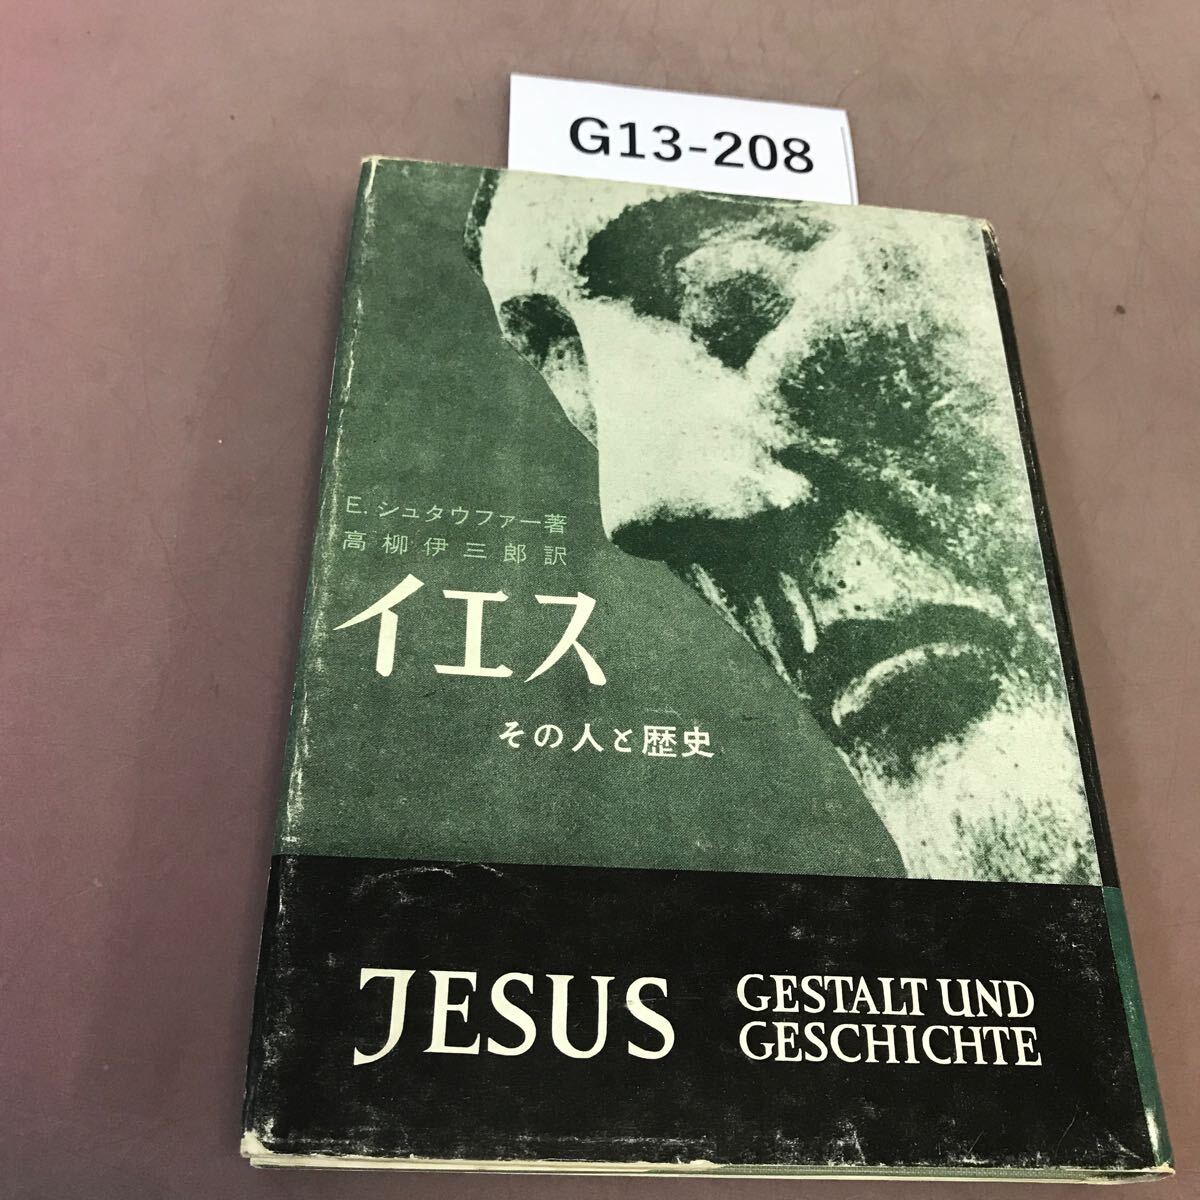 G13-208
E. シュタウファー著
高柳伊三郎訳
イエス
その人と歴史
JESUS
GESTALT UND
GESCHICHTE